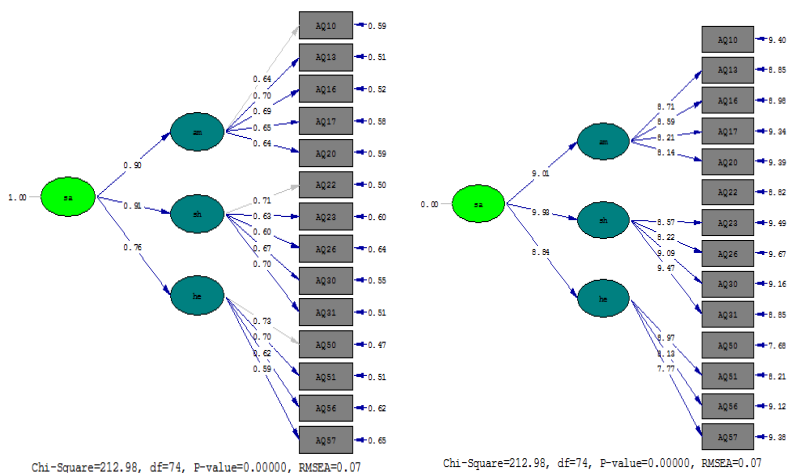 AQ10
0.59
AQ13
0.51
AQ16
0.52
AQ17
0.58
AQ20
0.59
AQ22
0.50
AQ23
0.60
AQ26
0.64
AQ30
0.55
AQ31
0.51
AQ50
0.47
AQ51
0.51
AQ56
0.62
AQ57
0.65
0.64
0.70
0.69
0.65
0.64
0.71
0.63
0.60
0.67
0.70
0.73
0.70
0.62
0.59
am
sh
he
0.90
0.91
0.76
1.00
sa
Chi-Square=212.98, df=74, P-value=0.00000, RMSEA=0.07
AQ10
9.40
AQ13
8.85
AQ16
8.98
AQ17
9.34
AQ20
9.39
AQ22
8.82
AQ23
9.49
AQ26
9.67
AQ30
9.16
AQ31
8.85
AQ50
7.68
AQ51
8.21
AQ56
9.12
AQ57
9.38
8.71
8.59
8.21
8.14
8.57
8.22
9.09
9.47
8.97
8.13
7.77
am
sh
he
9.01
9.93
8.84
0.00
sa
Chi-Square=212.98, df=74, P-value=0.00000, RMSEA=0.07